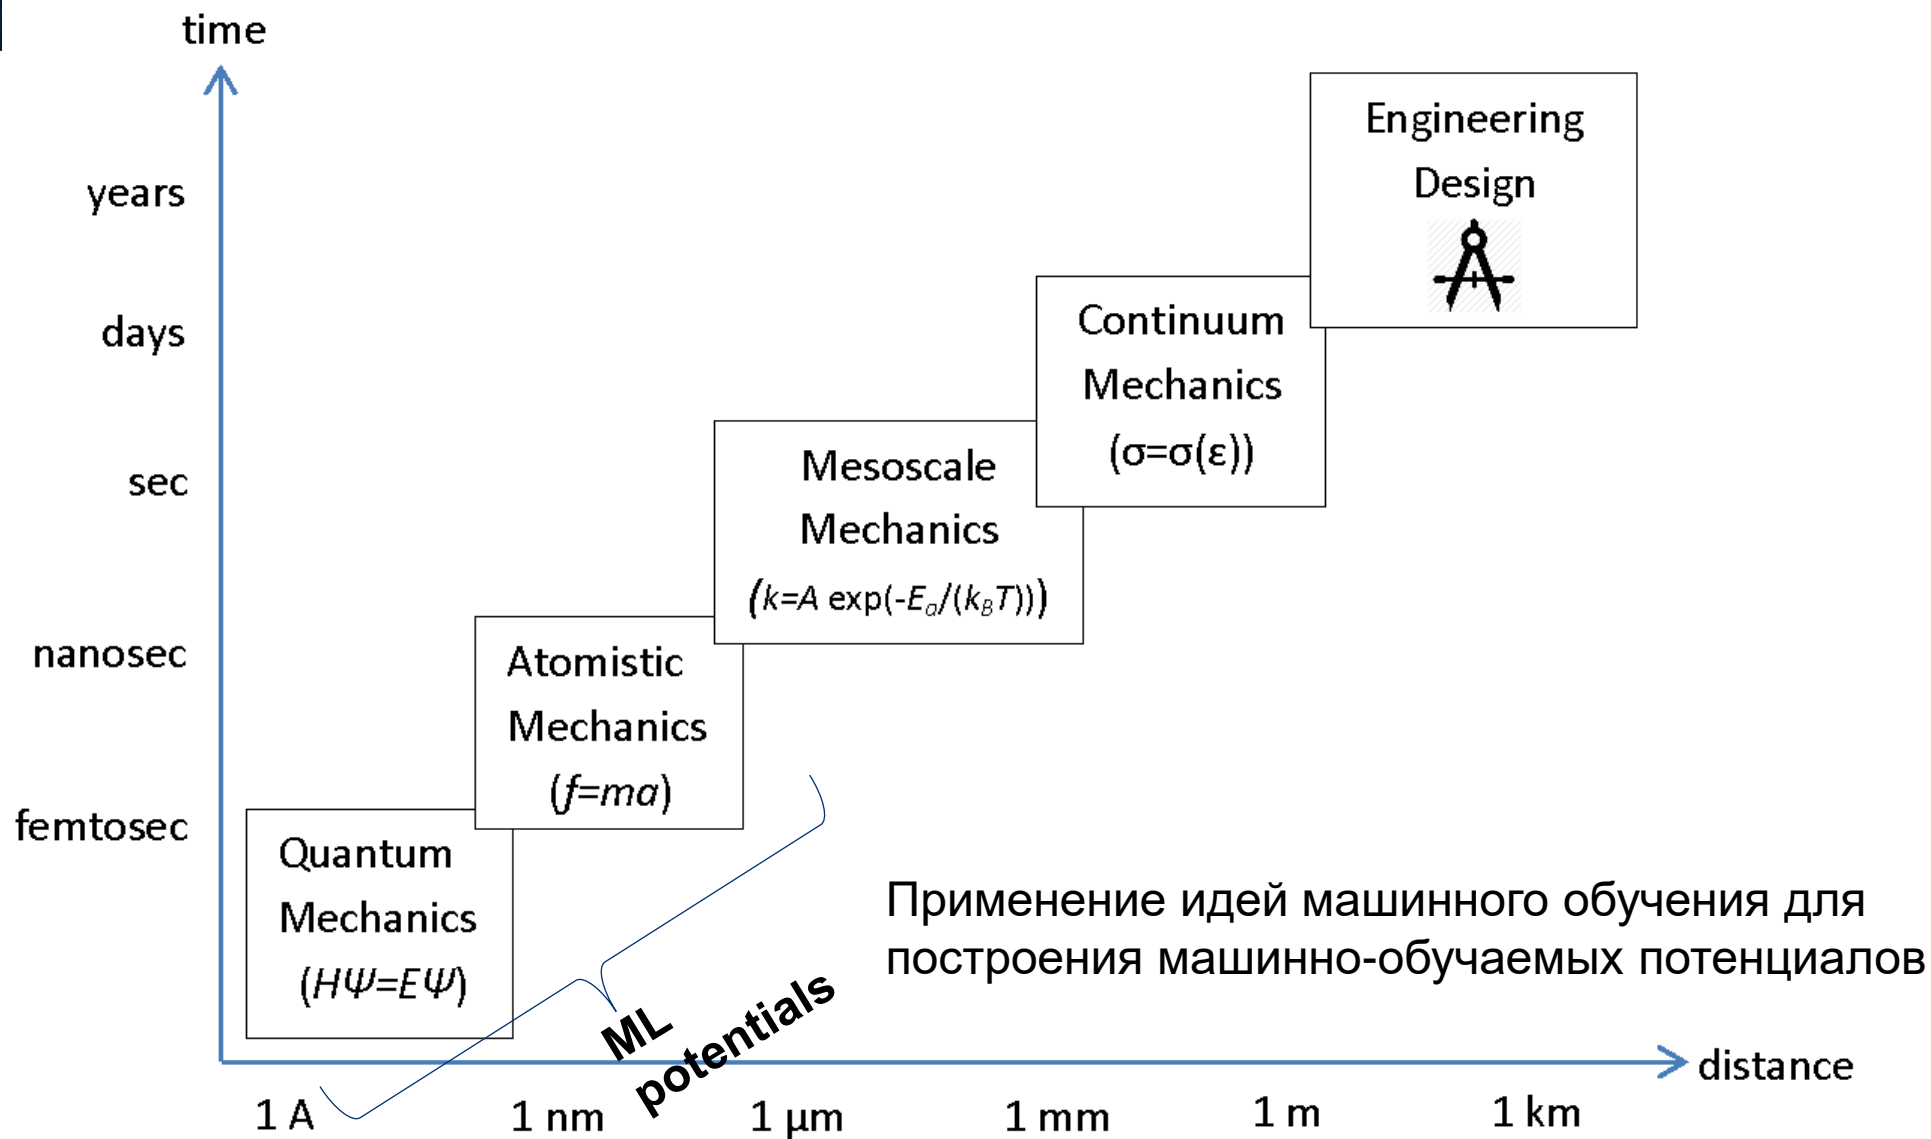 time
years
days
sec
nanosec
femtosec
Engineering
Design
Continuum
Mechanics
(σ=σ(ε))
Mesoscale
Mechanics
(k=A exp(-Eₐ/(k_BT)))
Atomistic
Mechanics
(f=ma)
Quantum
Mechanics
(HΨ=EΨ)
ML
potentials
Применение идей машинного обучения для
построения машинно-обучаемых потенциалов
distance
1 A
1 nm
1 μm
1 mm
1 m
1 km